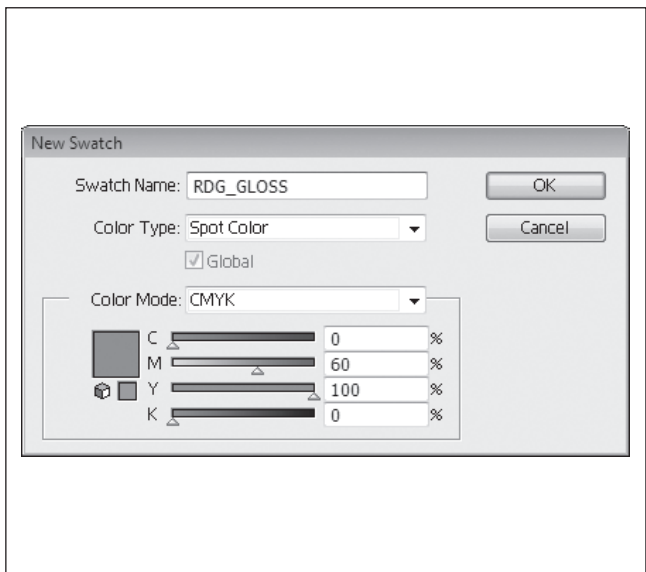 New Swatch
Swatch Name: RDG_GLOSS
OK
Color Type: Spot Color
Cancel
Global
Color Mode: CMYK
C 0 %
M 60 %
Y 100 %
K 0 %